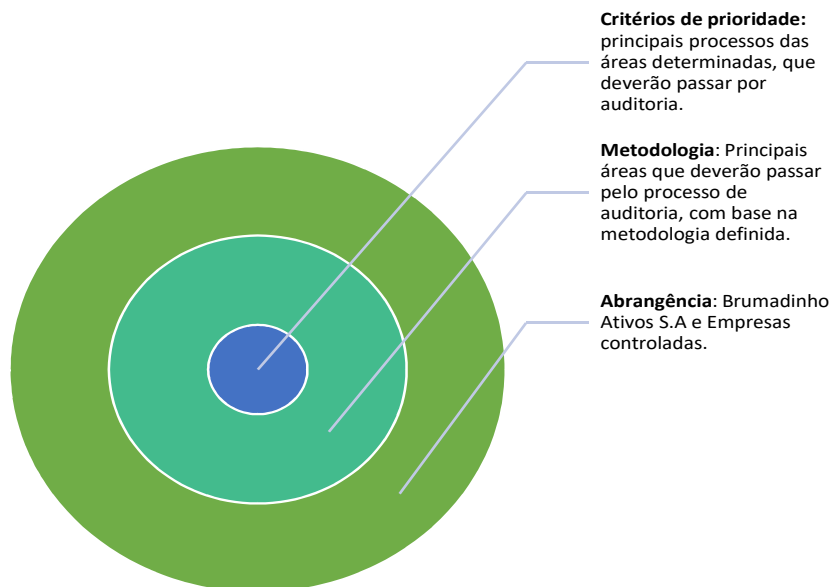 Critérios de prioridade:
principais processos das
áreas determinadas, que
deverão passar por
auditoria.
Metodologia: Principais
áreas que deverão passar
pelo processo de
auditoria, com base na
metodologia definida.
Abrangência: Brumadinho
Ativos S.A e Empresas
controladas.